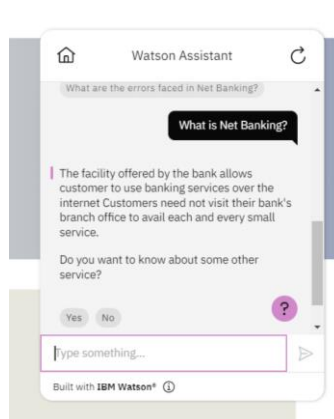 Watson Assistant
What are the errors faced in Net Banking?
What is Net Banking?
The facility offered by the bank allows
customer to use banking services over the
internet Customers need not visit their bank's
branch office to avail each and every small
service.
Do you want to know about some other
service?
Yes No
?
Type something...
Built with IBM Watson®